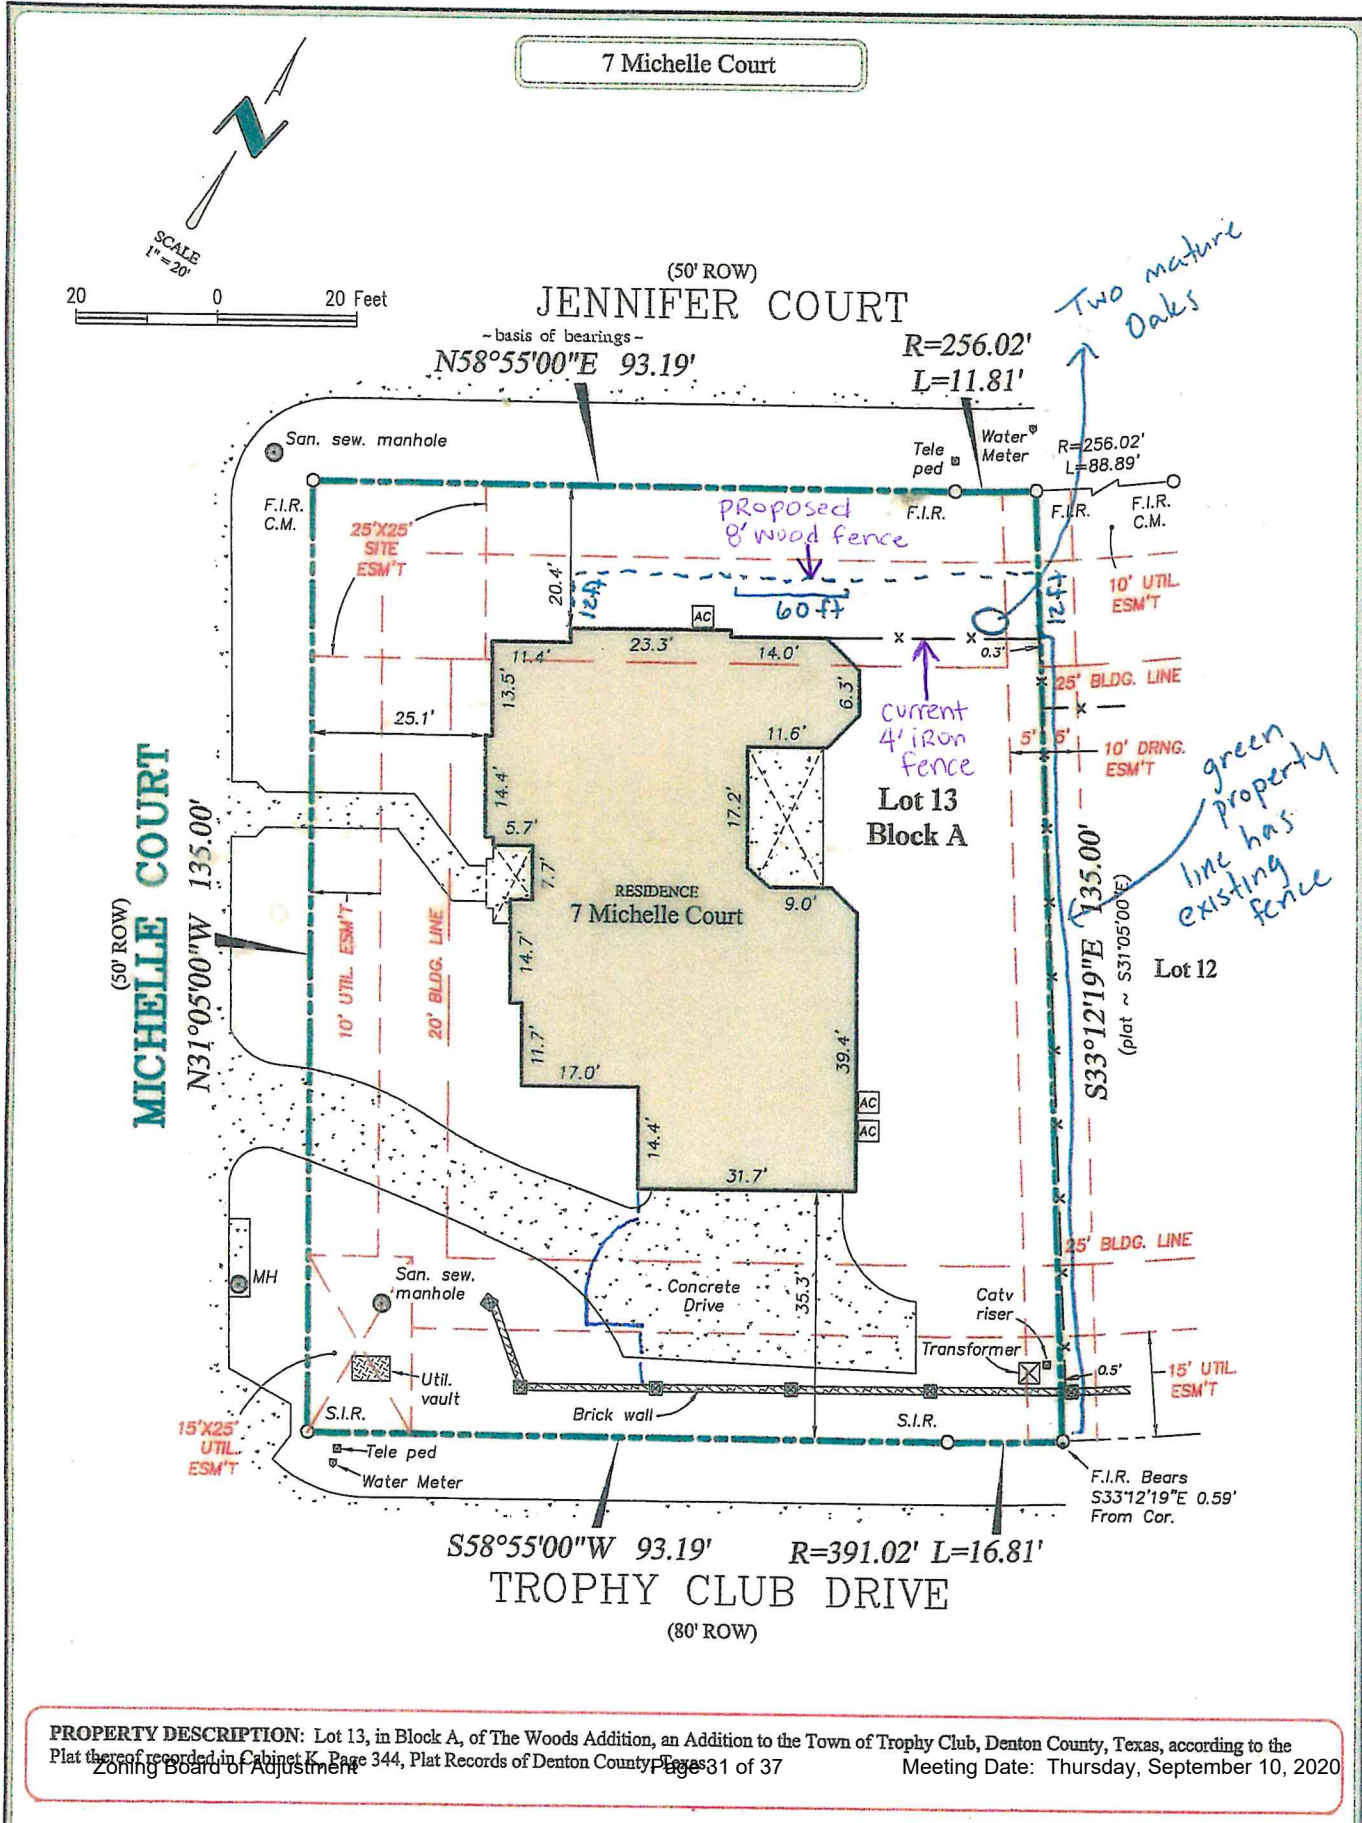 7 Michelle Court
SCALE
1" = 20'
20 0 20 Feet
(50' ROW)
JENNIFER COURT
~basis of bearings~
N58°55'00"E 93.19'
R=256.02'
L=11.81'
Two mature
Oaks
San. sew. manhole
Tele
ped
Water
Meter
R=256.02'
L=88.89'
F.I.R.
C.M.
F.I.R.
F.I.R.
F.I.R.
C.M.
25'X25'
SITE
ESM'T
PROPOSED
8' wood fence
20.4'
12ft
60ft
12ft
10' UTIL.
ESM'T
AC
11.4'
23.3'
14.0'
0.3'
13.5'
6.3'
25' BLDG. LINE
25.1'
current
4' iRon
fence
11.6'
5' 5'
10' DRNG.
ESM'T
green
property
line has
existing
fence
14.4'
17.2'
Lot 13
Block A
5.7'
7.7'
MICHELLE COURT
(50' ROW)
N31°05'00"W 135.00'
10' UTIL. ESM'T
20' BLDG. LINE
RESIDENCE
7 Michelle Court
9.0'
14.7'
S33°12'19"E 135.00'
(plat ~ S31°05'00"E)
Lot 12
11.7'
17.0'
39.4'
AC
AC
14.4'
31.7'
25' BLDG. LINE
MH
San. sew.
manhole
Concrete
Drive
35.3'
Catv
riser
Transformer
Util.
vault
0.5'
15' UTIL.
ESM'T
15'X25'
UTIL.
ESM'T
S.I.R.
Brick wall
S.I.R.
Tele ped
Water Meter
F.I.R. Bears
S33°12'19"E 0.59'
From Cor.
S58°55'00"W 93.19'
R=391.02' L=16.81'
TROPHY CLUB DRIVE
(80' ROW)
PROPERTY DESCRIPTION: Lot 13, in Block A, of The Woods Addition, an Addition to the Town of Trophy Club, Denton County, Texas, according to the
Plat thereof recorded in Cabinet K, Page 344, Plat Records of Denton County, Texas.
Zoning Board of Adjustment Page 31 of 37 Meeting Date: Thursday, September 10, 2020